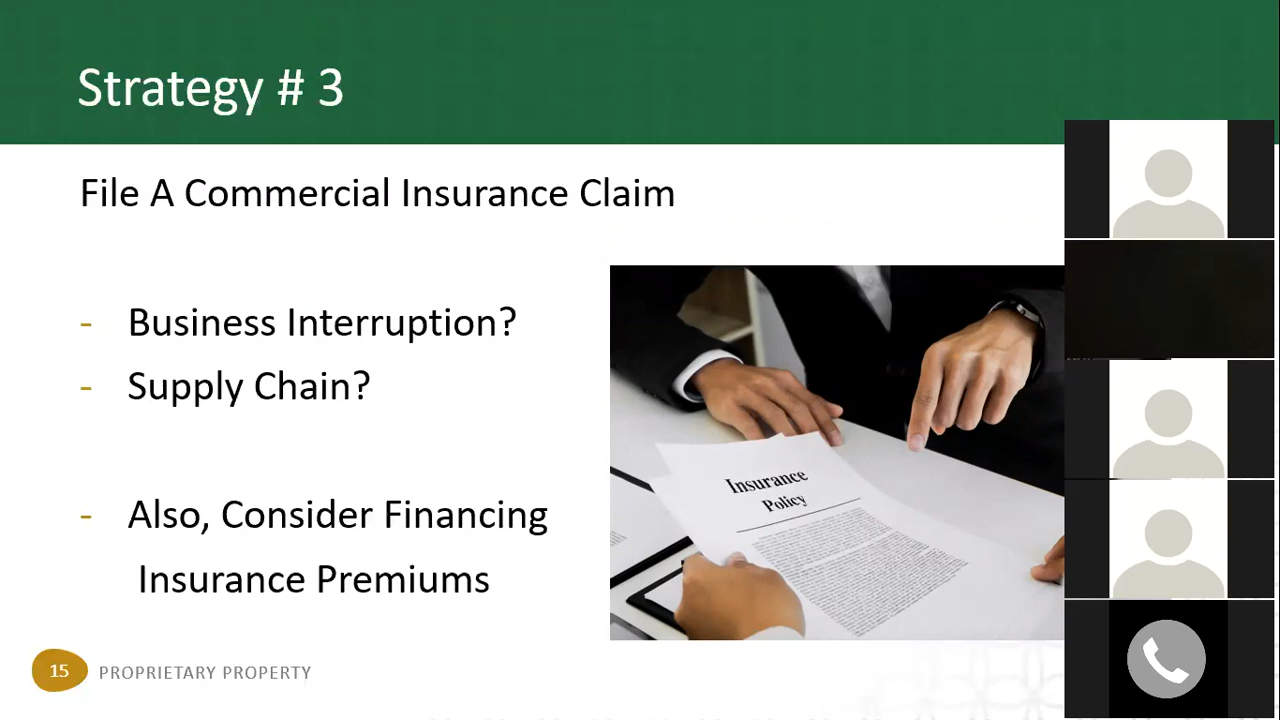 Strategy # 3
File A Commercial Insurance Claim
- Business Interruption?
- Supply Chain?
- Also, Consider Financing
Insurance Premiums
Insurance
Policy
15 PROPRIETARY PROPERTY